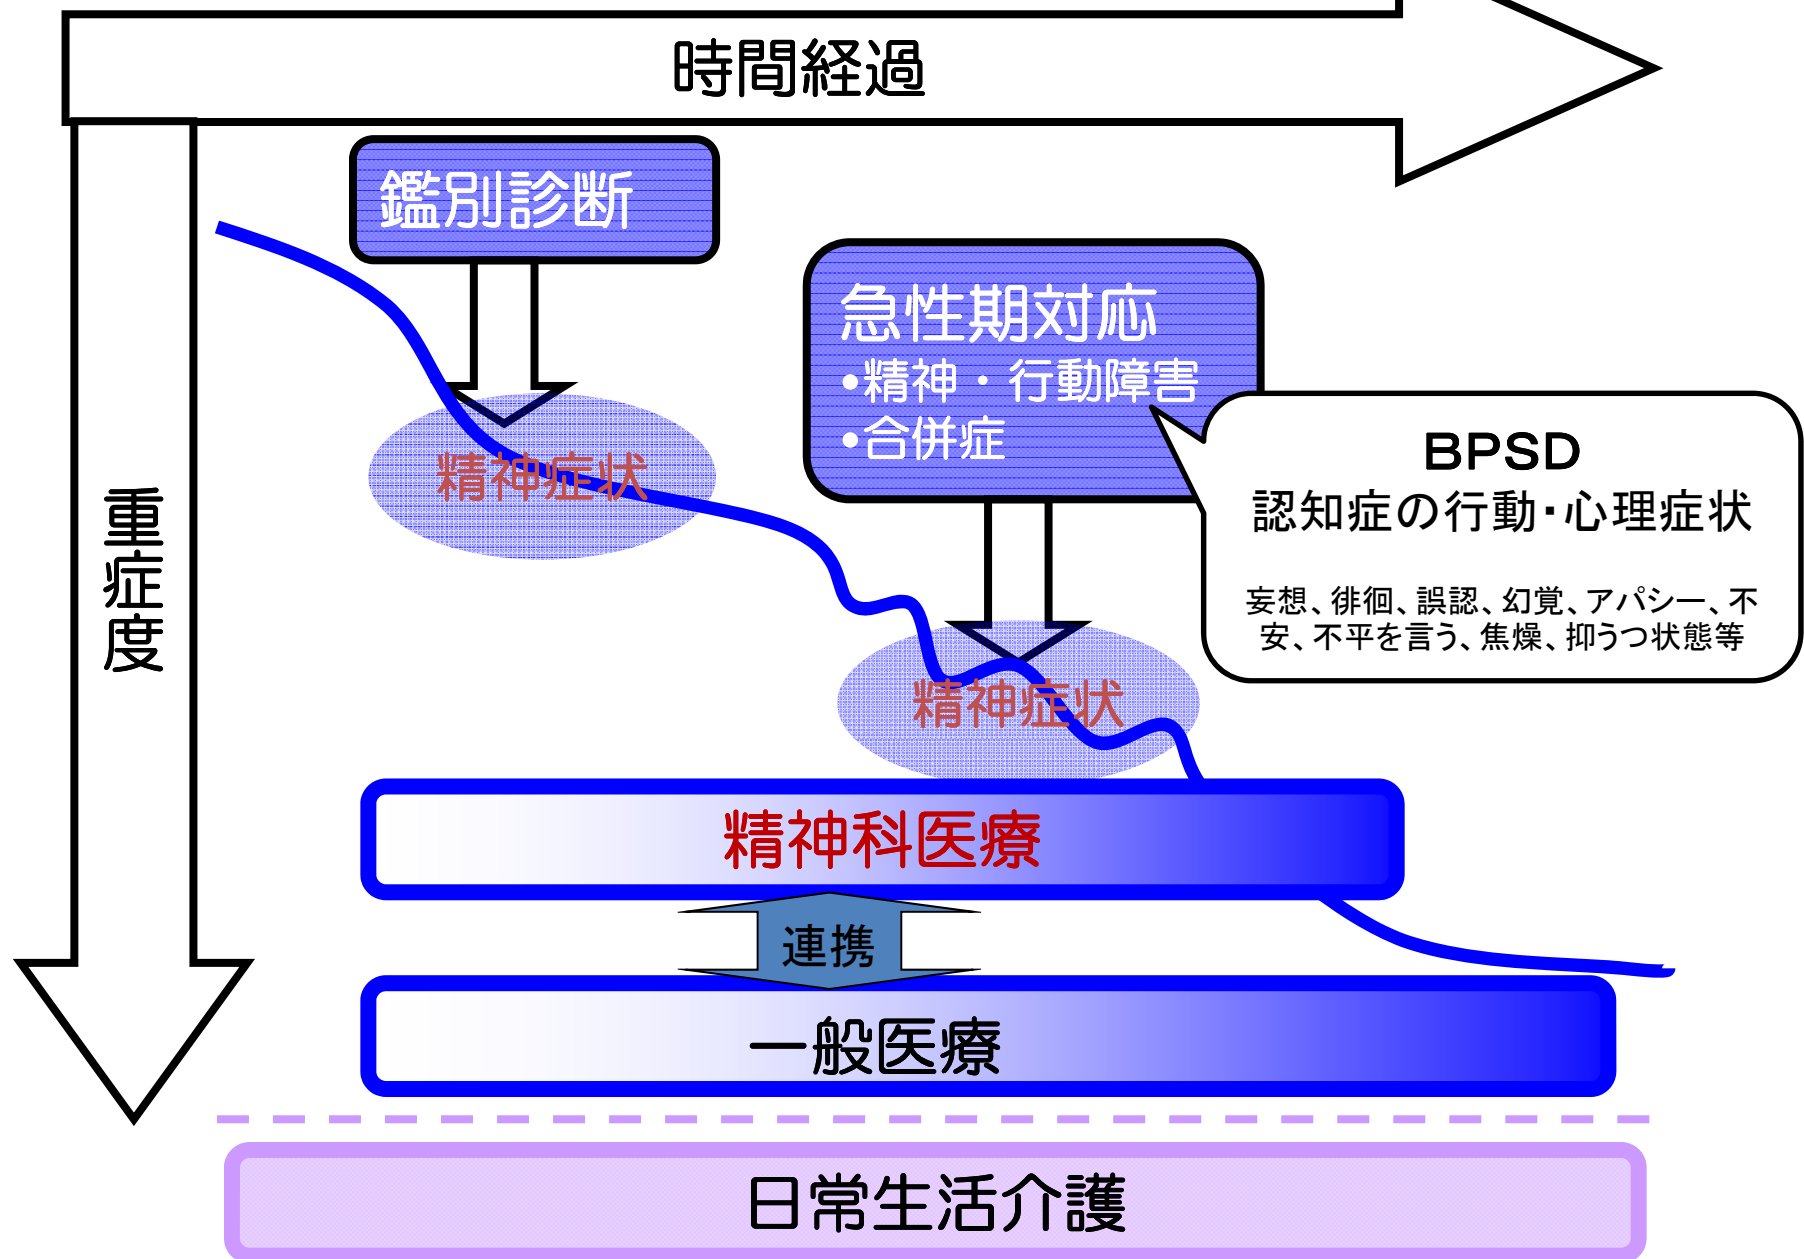 時間経過
重症度
鑑別診断
精神症状
急性期対応
•精神・行動障害
•合併症
BPSD
認知症の行動・心理症状
妄想、徘徊、誤認、幻覚、アパシー、不
安、不平を言う、焦燥、抑うつ状態等
精神症状
精神科医療
連携
一般医療
日常生活介護